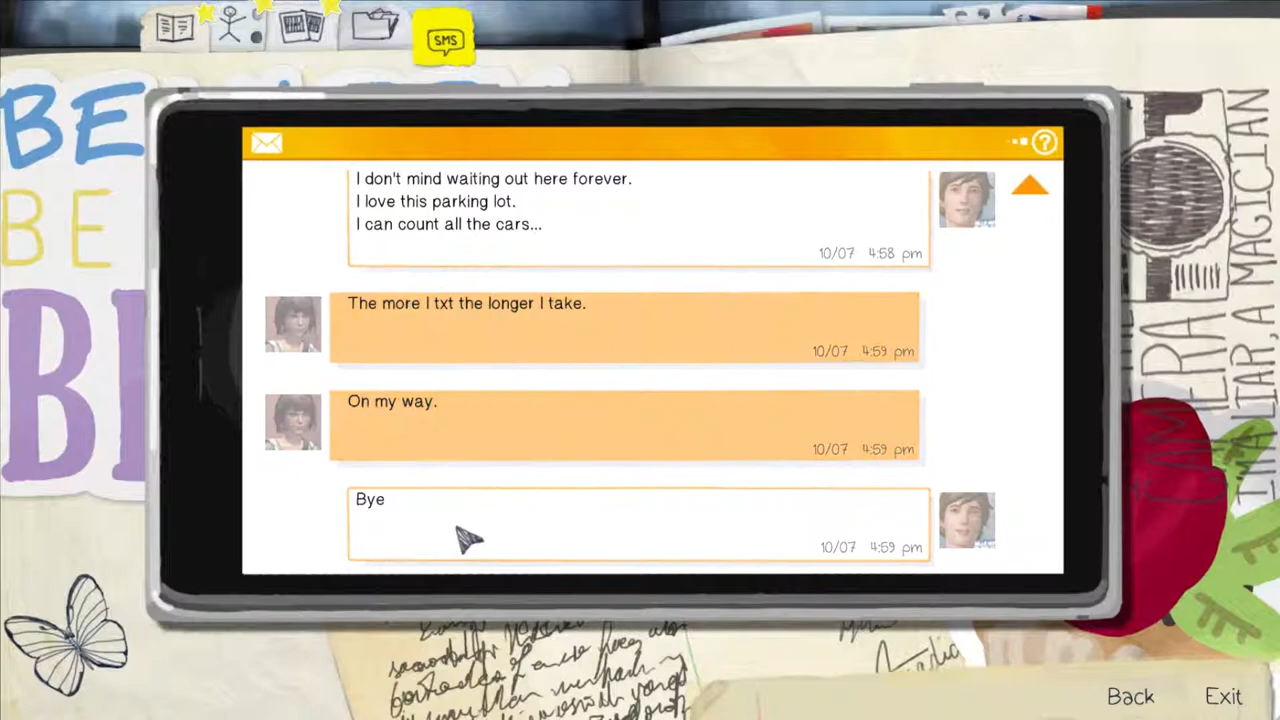 SMS
I don't mind waiting out here forever.
I love this parking lot.
I can count all the cars...
10/07 4:58 pm
The more I txt the longer I take.
10/07 4:59 pm
On my way.
10/07 4:59 pm
Bye
10/07 4:59 pm
BE
BE
?
A MAGICIAN
Back
Exit